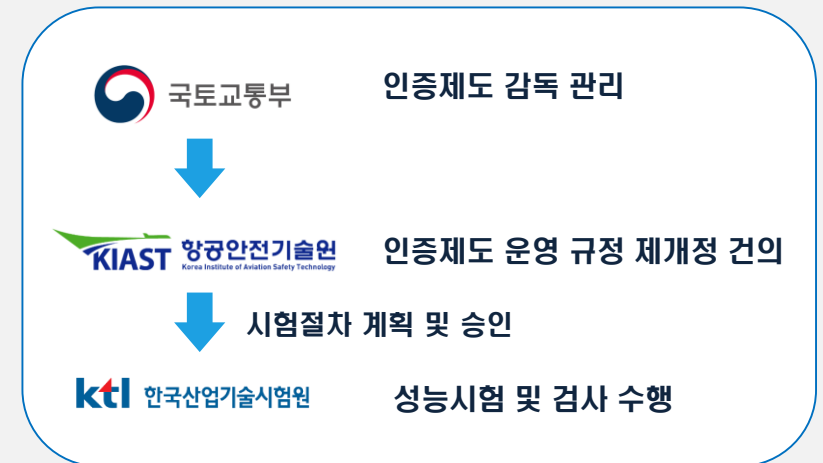 국토교통부 인증제도 감독 관리
KIAST 항공안전기술원 인증제도 운영 규정 제개정 건의
Korea Institute of Aviation Safety Technology
시험절차 계획 및 승인
ktl 한국산업기술시험원 성능시험 및 검사 수행